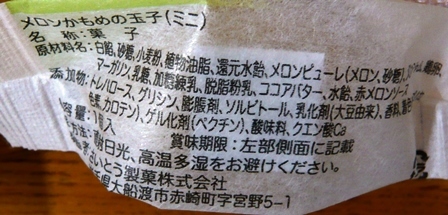 メロンかもめの玉子(ミニ)
名 称:菓 子
原材料名:白餡、砂糖、小麦粉、植物油脂、還元水飴、メロンピューレ(メロン、砂糖)、
マーガリン、乳糖、加糖練乳、脱脂粉乳、ココアバター、水飴、赤メロンソース
添加物:トレハロース、グリシン、膨脹剤、ソルビトール、乳化剤(大豆由来)、香料、
カロテン)、ゲル化剤(ペクチン)、酸味料、クエン酸Ca
容量:1個入 賞味期限:左部側面に記載
日光、高温多湿をお避けください。
さいとう製菓株式会社
県大船渡市赤崎町字宮野5-1